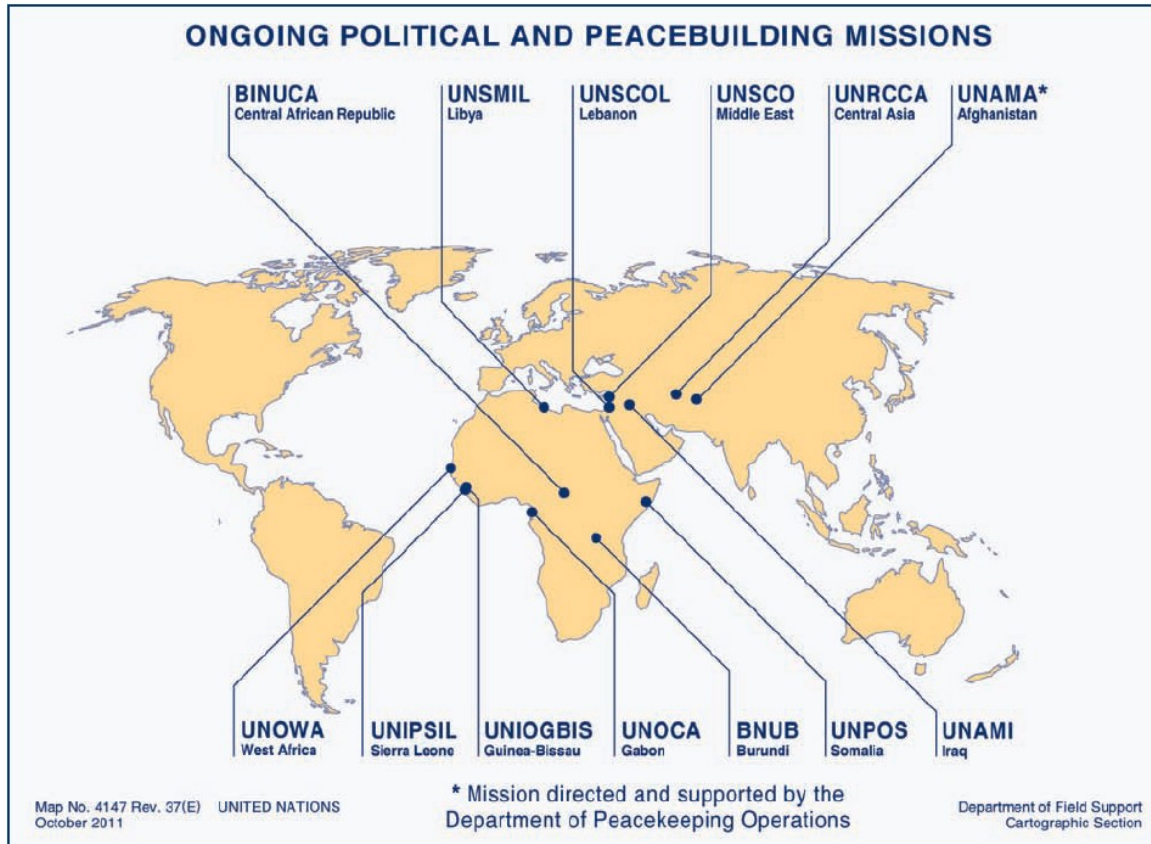 ONGOING POLITICAL AND PEACEBUILDING MISSIONS
BINUCA
Central African Republic
UNSMIL
Libya
UNSCOL
Lebanon
UNSCO
Middle East
UNRCCA
Central Asia
UNAMA*
Afghanistan
UNOWA
West Africa
UNIPSIL
Sierra Leone
UNIOGBIS
Guinea-Bissau
UNOCA
Gabon
BNUB
Burundi
UNPOS
Somalia
UNAMI
Iraq
* Mission directed and supported by the
Department of Peacekeeping Operations
Map No. 4147 Rev. 37(E) UNITED NATIONS
October 2011
Department of Field Support
Cartographic Section